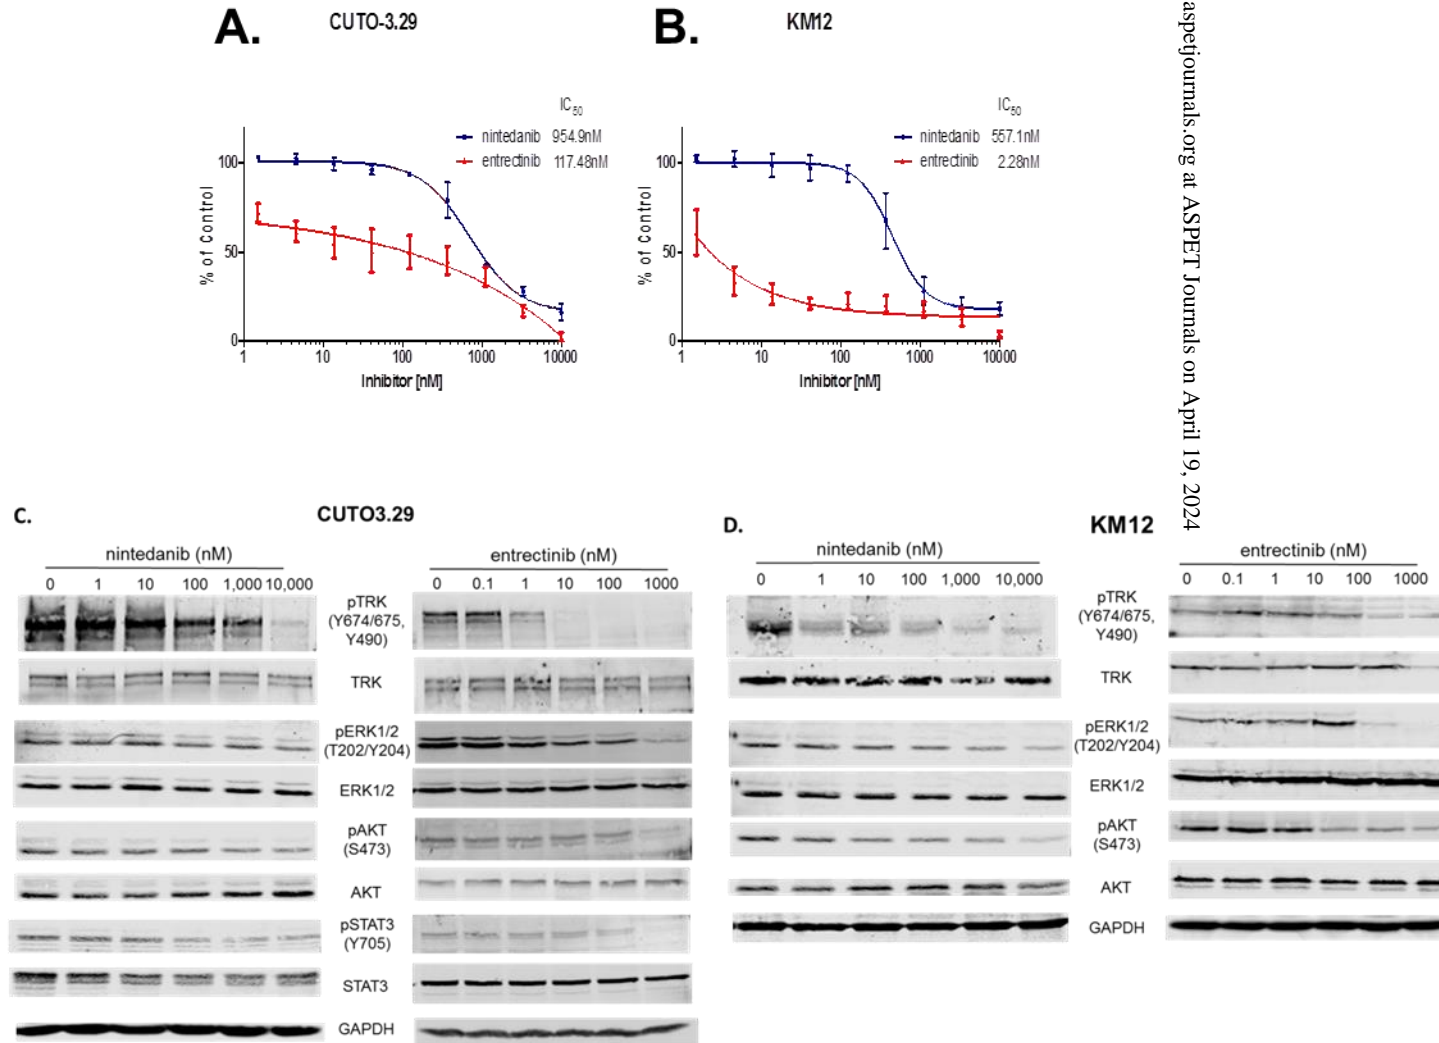 A.
CUTO-3.29
IC50
nintedanib 954.9nM
entrectinib 117.48nM
100
50
0
% of Control
1 10 100 1000 10000
Inhibitor [nM]
B.
KM12
IC50
nintedanib 557.1nM
entrectinib 2.28nM
100
50
0
% of Control
1 10 100 1000 10000
Inhibitor [nM]
aspetjournals.org at ASPET Journals on April 19, 2024
C.
CUTO3.29
nintedanib (nM)
0 1 10 100 1,000 10,000
entrectinib (nM)
0 0.1 1 10 100 1000
pTRK
(Y674/675,
Y490)
TRK
pERK1/2
(T202/Y204)
ERK1/2
pAKT
(S473)
AKT
pSTAT3
(Y705)
STAT3
GAPDH
D.
KM12
nintedanib (nM)
0 1 10 100 1,000 10,000
entrectinib (nM)
0 0.1 1 10 100 1000
pTRK
(Y674/675,
Y490)
TRK
pERK1/2
(T202/Y204)
ERK1/2
pAKT
(S473)
AKT
GAPDH